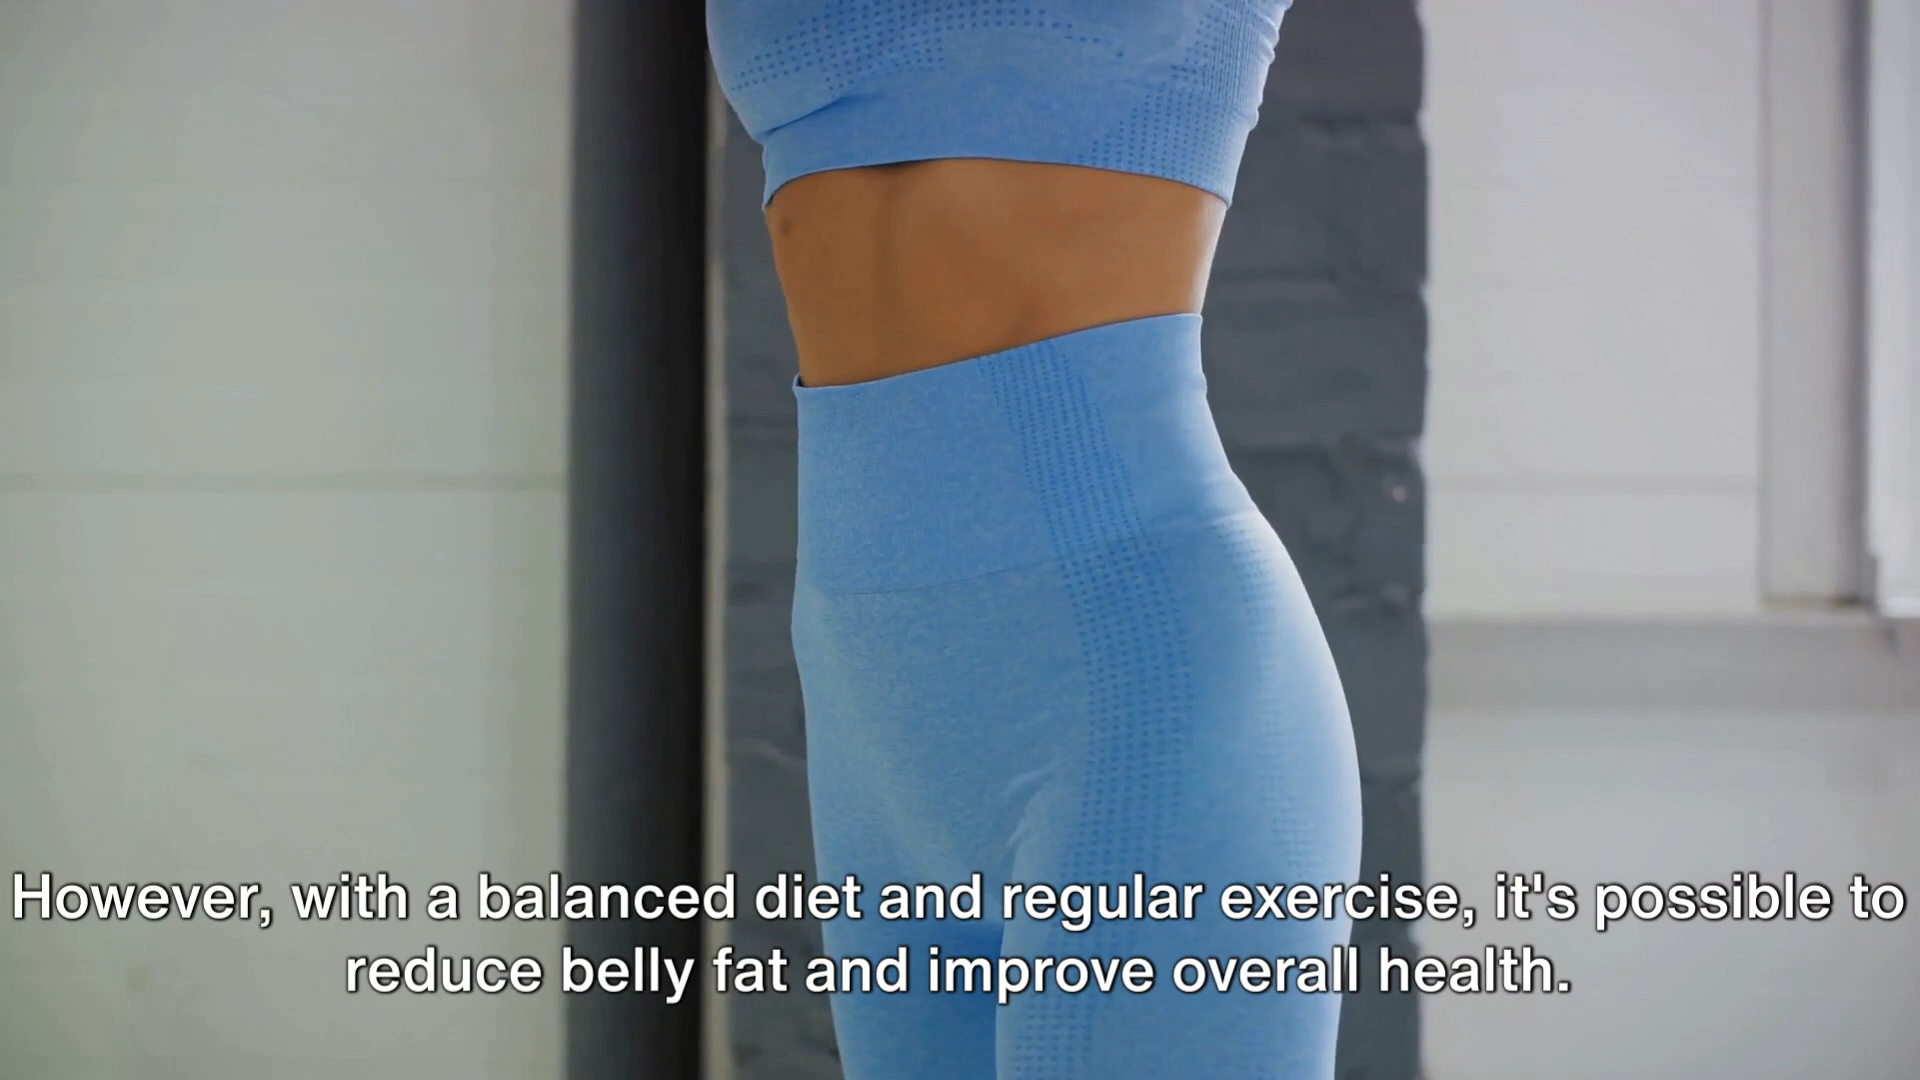 However, with a balanced diet and regular exercise, it's possible to
reduce belly fat and improve overall health.